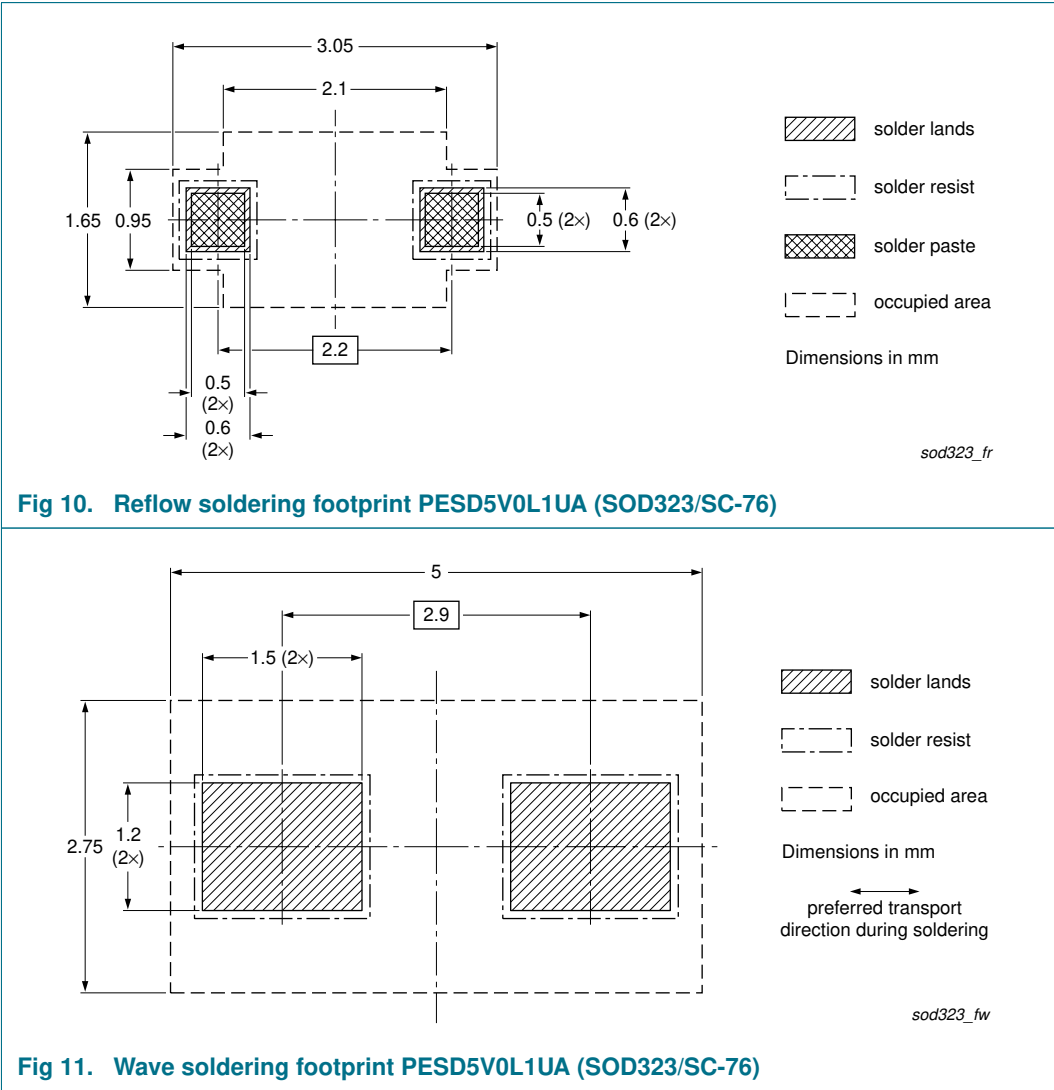 3.05
2.1
solder lands
solder resist
1.65 0.95 0.5 (2×) 0.6 (2×)
solder paste
occupied area
2.2
Dimensions in mm
0.5
(2×)
0.6
(2×)
sod323_fr
Fig 10. Reflow soldering footprint PESD5V0L1UA (SOD323/SC-76)
5
2.9
1.5 (2×)
solder lands
solder resist
occupied area
2.75 1.2
(2×)
Dimensions in mm
preferred transport
direction during soldering
sod323_fw
Fig 11. Wave soldering footprint PESD5V0L1UA (SOD323/SC-76)